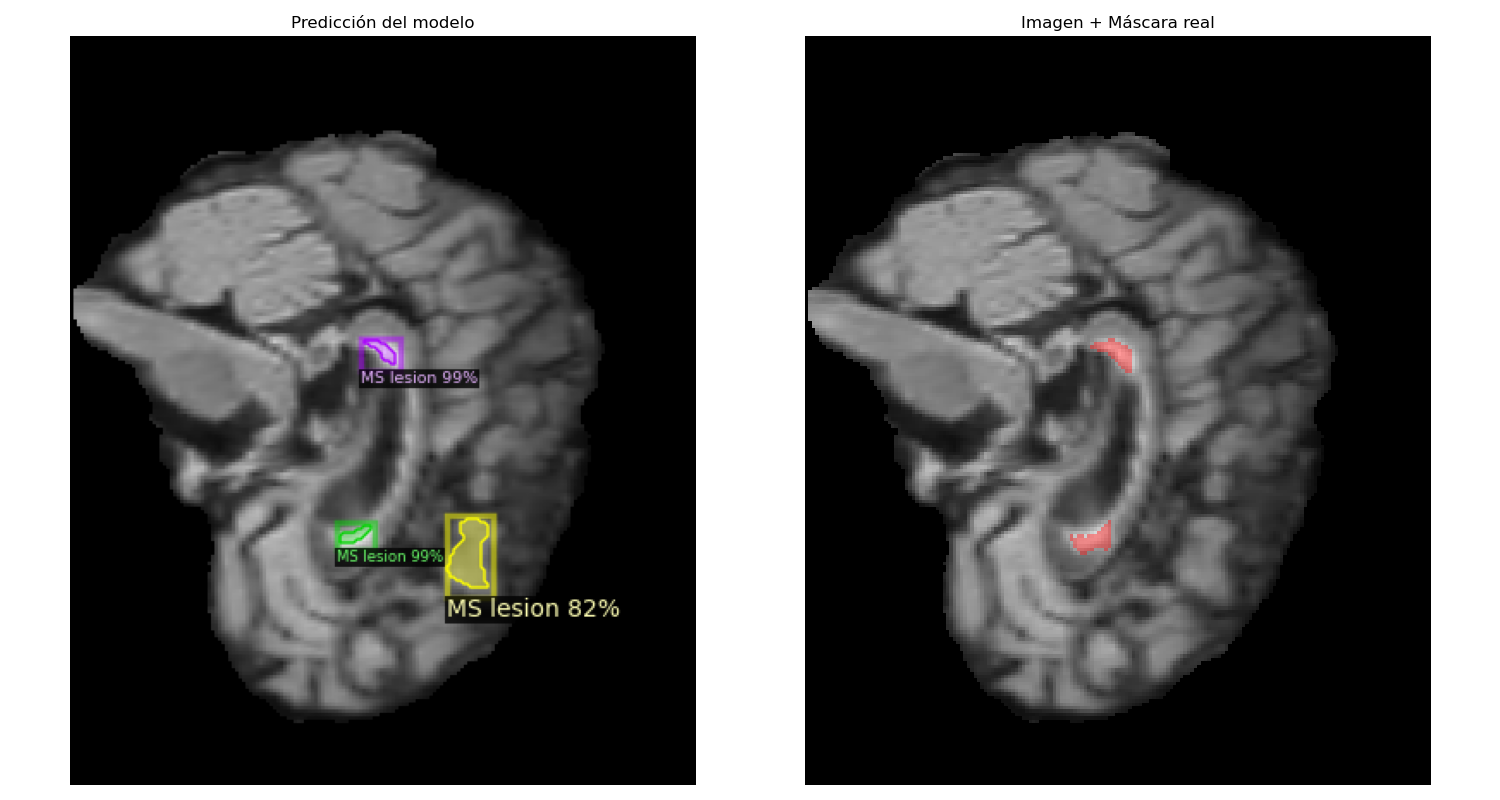 Predicción del modelo
Imagen + Máscara real
MS lesion 99%
MS lesion 99%
MS lesion 82%